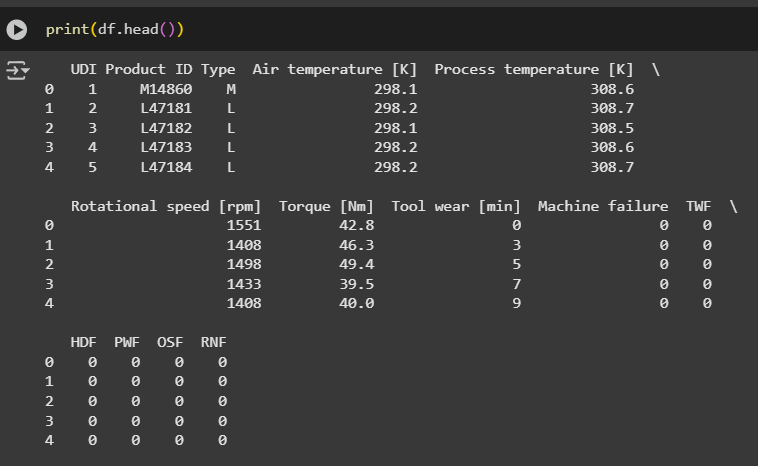 print(df.head())
UDI Product ID Type  Air temperature [K]  Process temperature [K]  \
0    1     M14860    M                298.1                    308.6
1    2     L47181    L                298.2                    308.7
2    3     L47182    L                298.1                    308.5
3    4     L47183    L                298.2                    308.6
4    5     L47184    L                298.2                    308.7
Rotational speed [rpm]  Torque [Nm]  Tool wear [min]  Machine failure  TWF  \
0                    1551         42.8                0                0    0
1                    1408         46.3                3                0    0
2                    1498         49.4                5                0    0
3                    1433         39.5                7                0    0
4                    1408         40.0                9                0    0
HDF  PWF  OSF  RNF
0    0    0    0    0
1    0    0    0    0
2    0    0    0    0
3    0    0    0    0
4    0    0    0    0